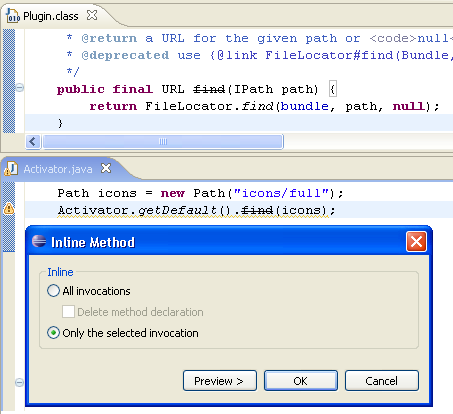 Plugin.class
* @return a URL for the given path or <code>null<
* @deprecated use {@link FileLocator#find(Bundle,
*/
public final URL find(IPath path) {
return FileLocator.find(bundle, path, null);
}
Activator.java
Path icons = new Path("icons/full");
Activator.getDefault().find(icons);
Inline Method
Inline
All invocations
Delete method declaration
Only the selected invocation
Preview >
OK
Cancel